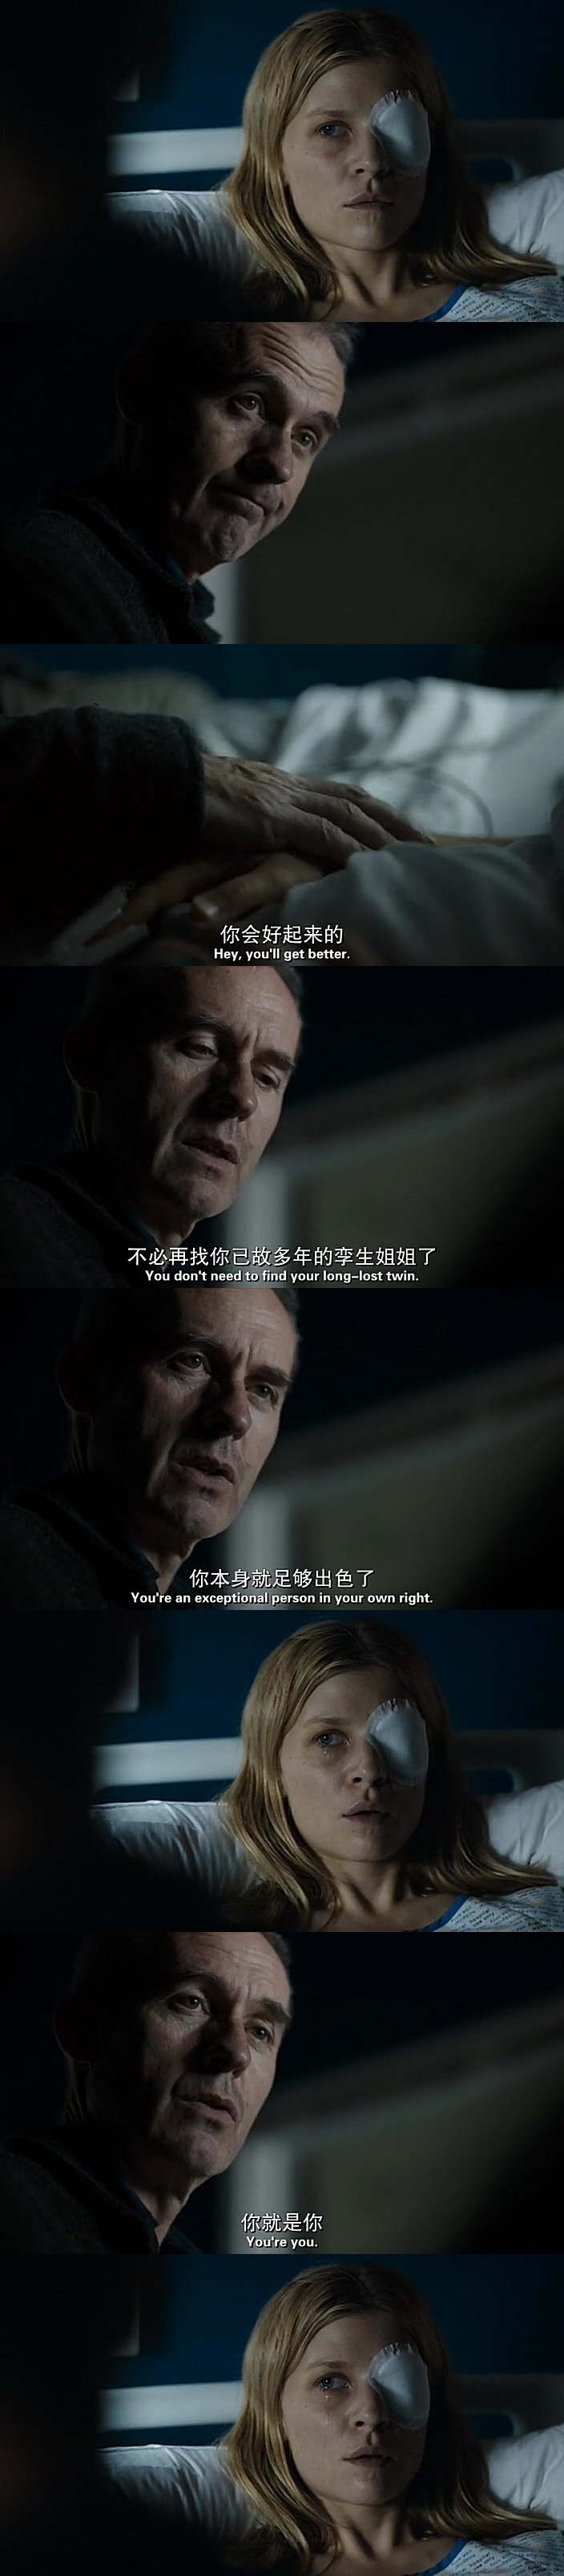 你会好起来的
Hey, you'll get better.
不必再找你已故多年的孪生姐姐了
You don't need to find your long-lost twin.
你本身就足够出色了
You're an exceptional person in your own right.
你就是你
You're you.